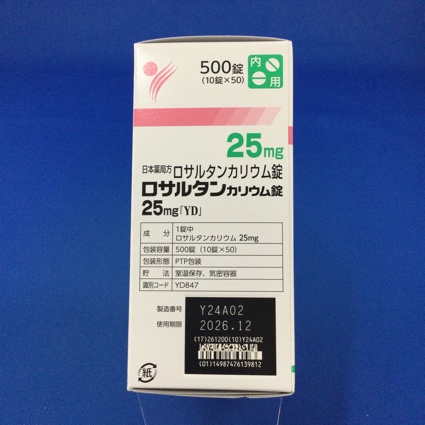 500錠
(10錠×50)
内
用
25mg
日本薬局方 ロサルタンカリウム錠
ロサルタンカリウム錠
25mg「YD」
成 分 1錠中
ロサルタンカリウム 25mg
包装容量 500錠（10錠×50）
包装形態 PTP包装
貯 法 室温保存、気密容器
識別コード YD847
製造番号 Y24A02
使用期限 2026.12
(17)261200(10)Y24A02
(01)14987476139812
紙